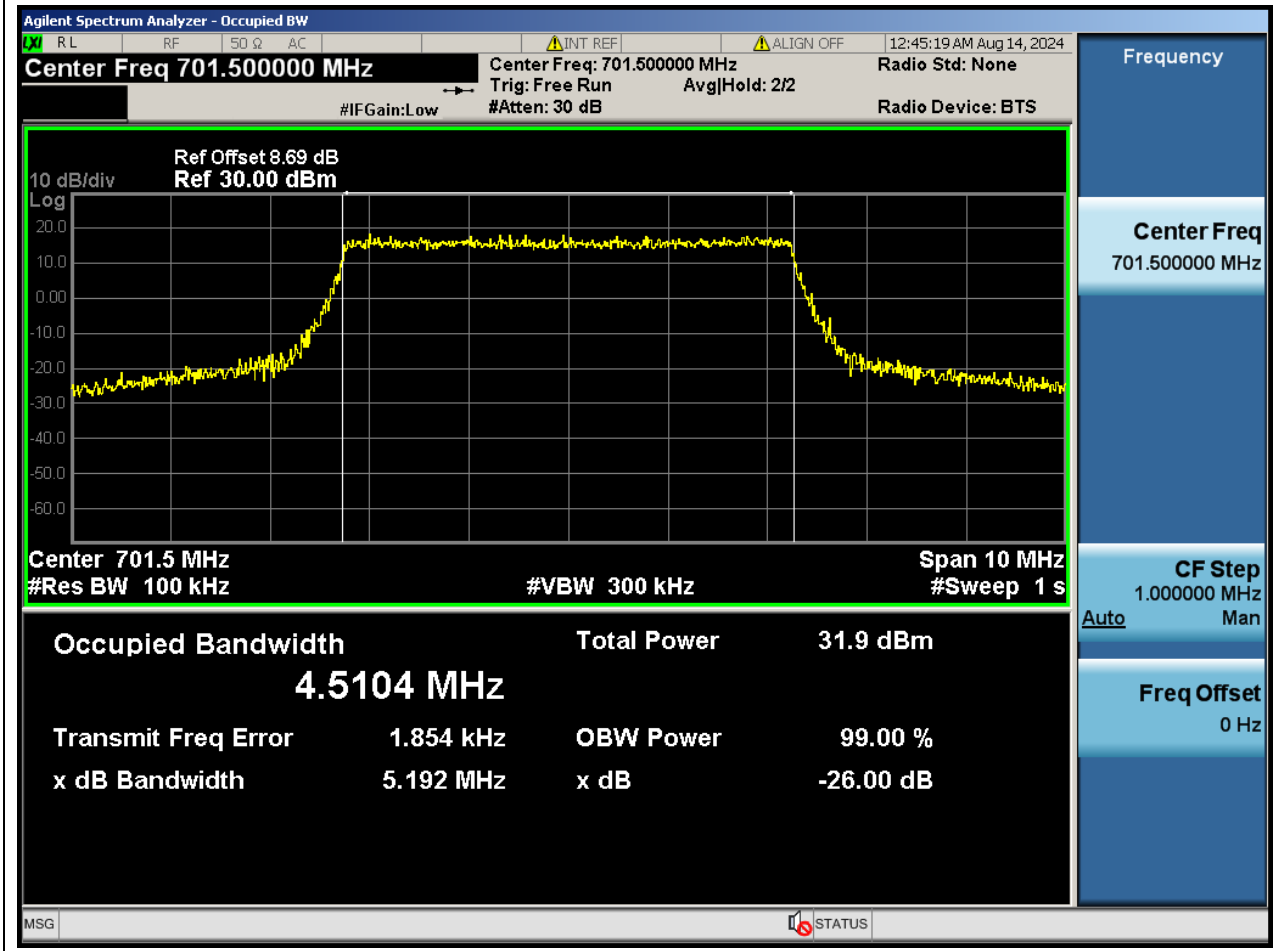 Agilent Spectrum Analyzer - Occupied BW
LXI RL RF 50 Ω AC INT REF ALIGN OFF 12:45:19 AM Aug 14, 2024
Center Freq 701.500000 MHz
Center Freq: 701.500000 MHz Radio Std: None
Trig: Free Run Avg|Hold: 2/2
#IFGain:Low #Atten: 30 dB Radio Device: BTS
Ref Offset 8.69 dB
10 dB/div Ref 30.00 dBm
Log
20.0
10.0
0.00
-10.0
-20.0
-30.0
-40.0
-50.0
-60.0
Center 701.5 MHz Span 10 MHz
#Res BW 100 kHz #VBW 300 kHz #Sweep 1 s
Occupied Bandwidth Total Power 31.9 dBm
4.5104 MHz
Transmit Freq Error 1.854 kHz OBW Power 99.00 %
x dB Bandwidth 5.192 MHz x dB -26.00 dB
Frequency
Center Freq
701.500000 MHz
CF Step
1.000000 MHz
Auto Man
Freq Offset
0 Hz
MSG STATUS